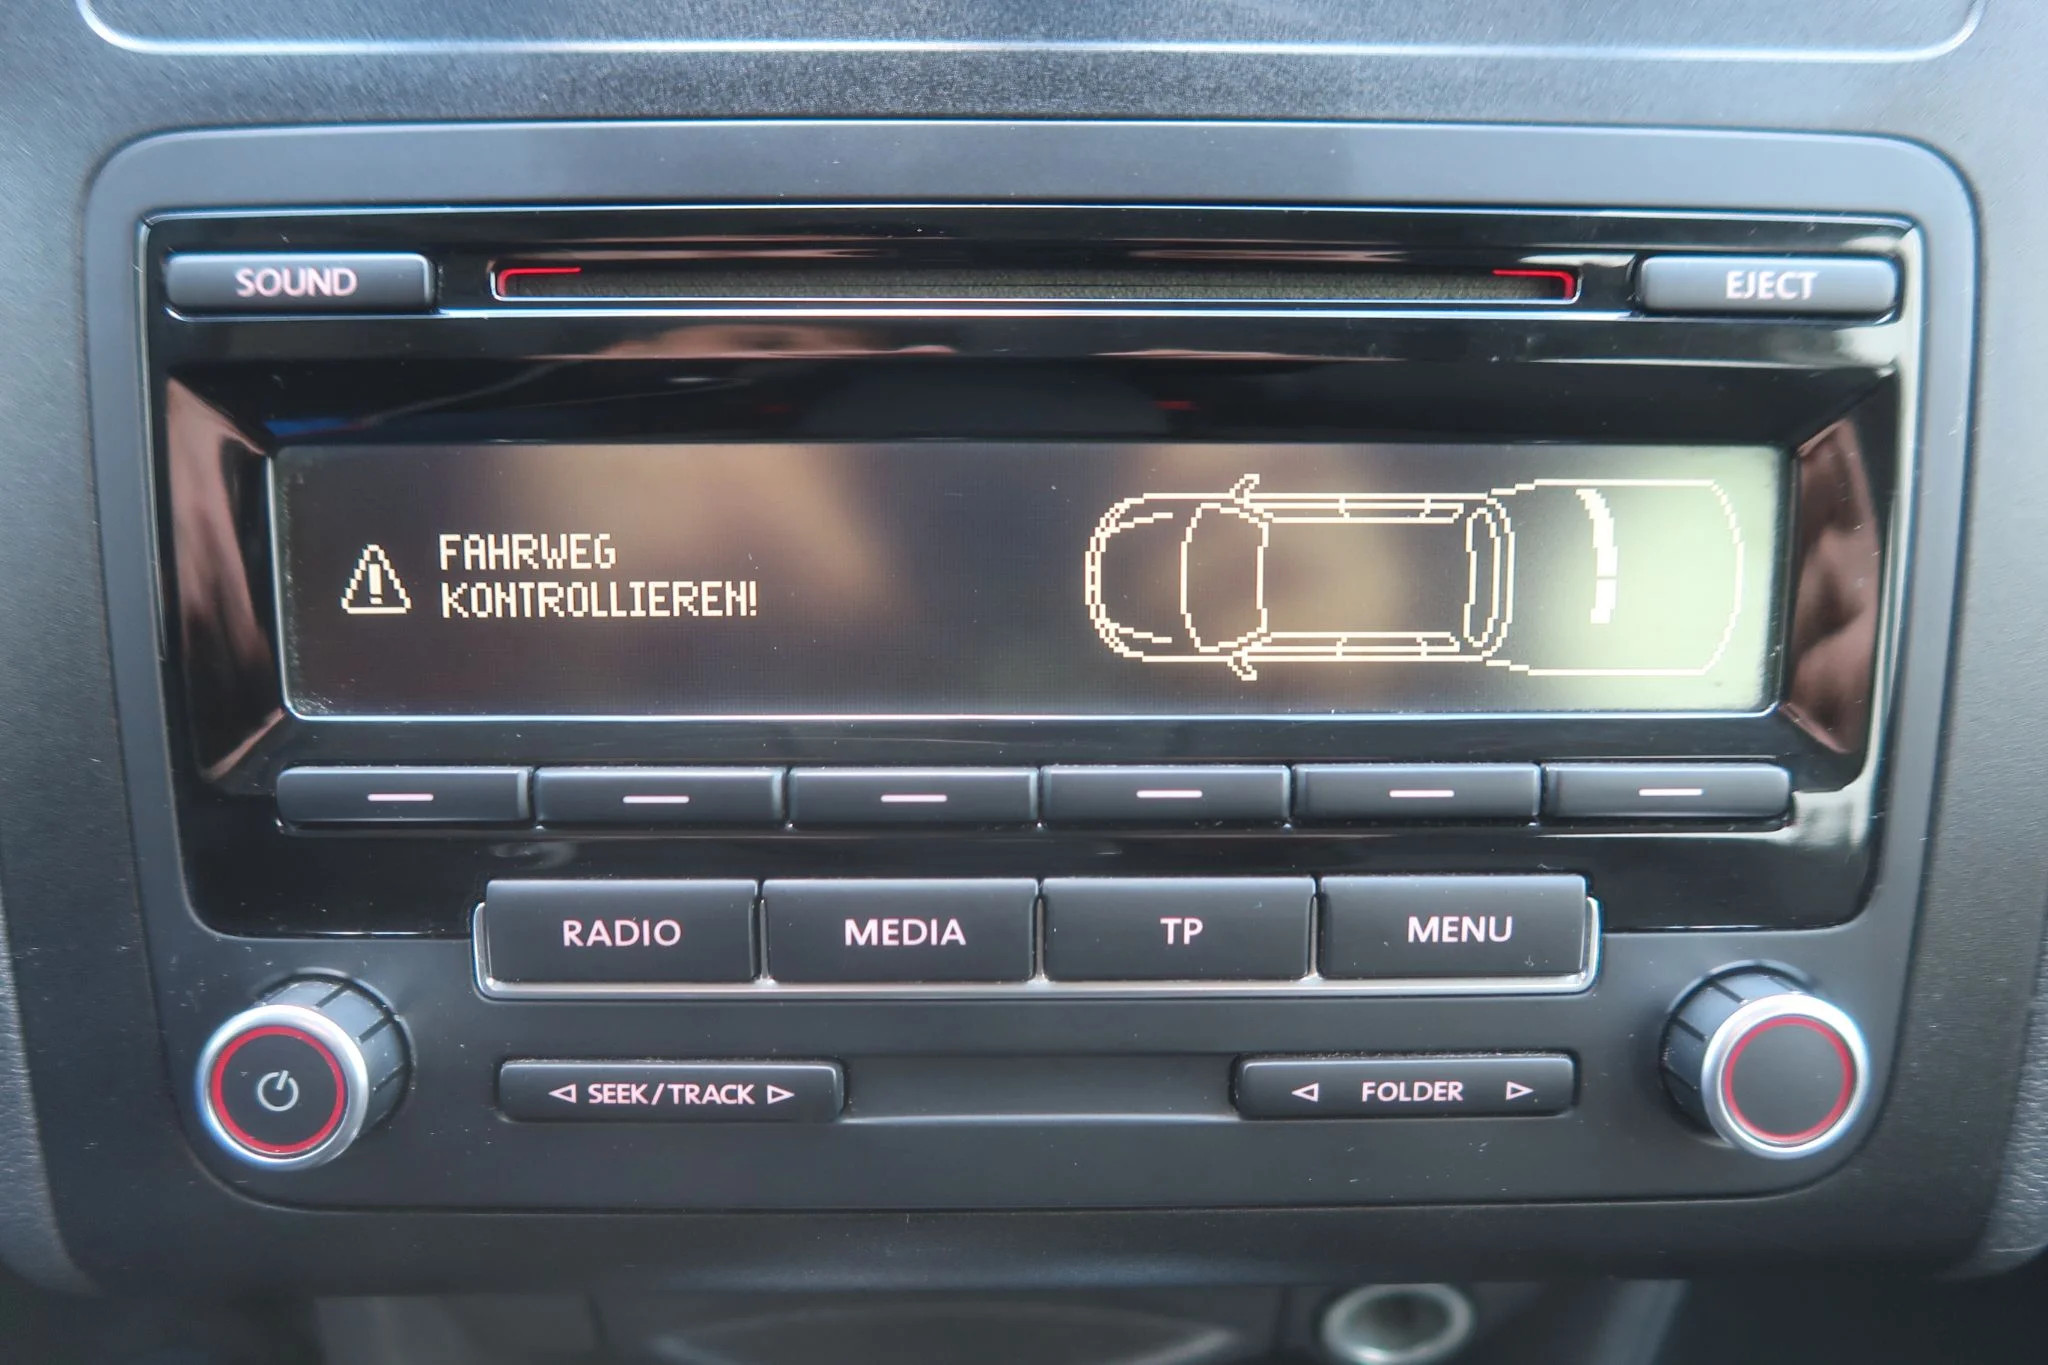 SOUND
EJECT
FAHRWEG
KONTROLLIEREN!
RADIO
MEDIA
TP
MENU
SEEK/TRACK
FOLDER